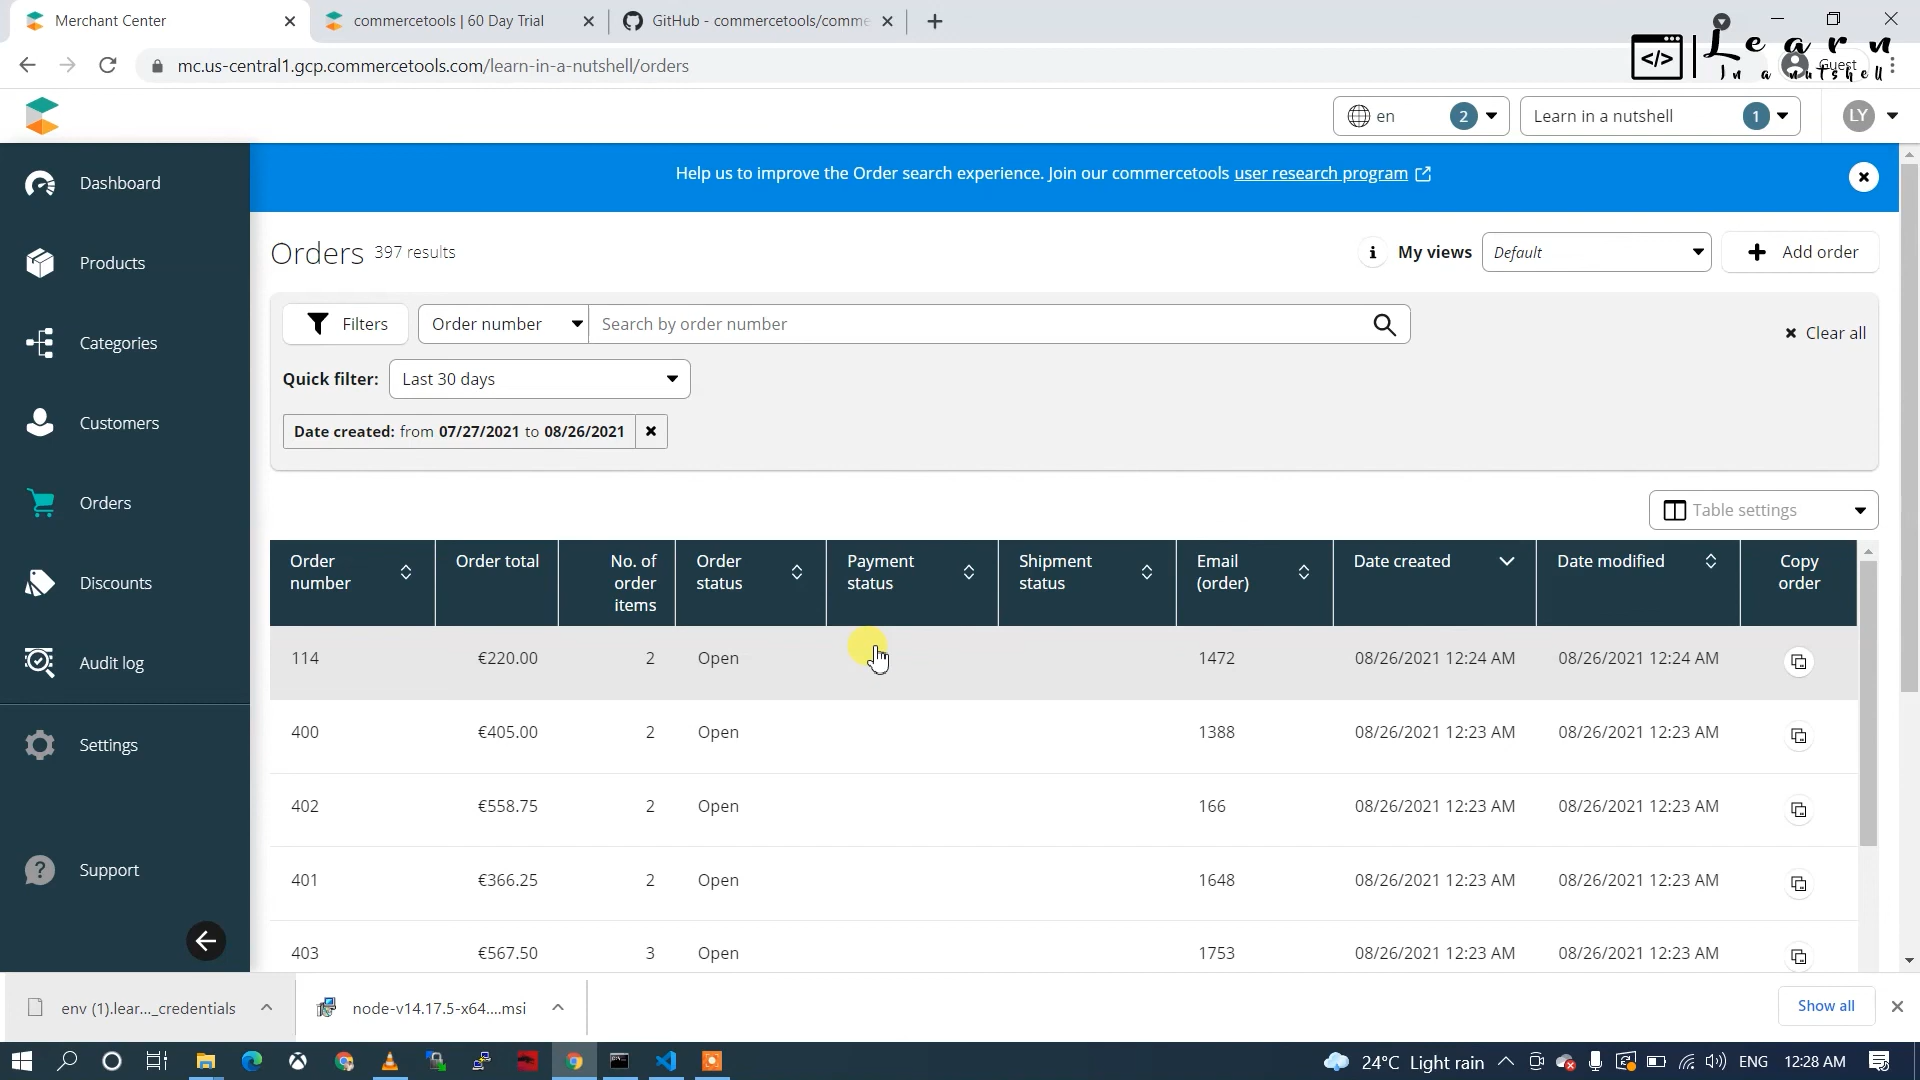 Merchant Center
commercetools | 60 Day Trial
GitHub - commercetools/comme
mc.us-central1.gcp.commercetools.com/learn-in-a-nutshell/orders
</>
Learn
In a nutshell
Guest
en 2
Learn in a nutshell 1
LY
Dashboard
Products
Categories
Customers
Orders
Discounts
Audit log
Settings
Support
Help us to improve the Order search experience. Join our commercetools user research program
Orders 397 results
My views Default
Add order
Filters
Order number
Search by order number
Clear all
Quick filter: Last 30 days
Date created: from 07/27/2021 to 08/26/2021
Table settings
Order number
Order total
No. of order items
Order status
Payment status
Shipment status
Email (order)
Date created
Date modified
Copy order
114 €220.00 2 Open 1472 08/26/2021 12:24 AM 08/26/2021 12:24 AM
400 €405.00 2 Open 1388 08/26/2021 12:23 AM 08/26/2021 12:23 AM
402 €558.75 2 Open 166 08/26/2021 12:23 AM 08/26/2021 12:23 AM
401 €366.25 2 Open 1648 08/26/2021 12:23 AM 08/26/2021 12:23 AM
403 €567.50 3 Open 1753 08/26/2021 12:23 AM 08/26/2021 12:23 AM
env (1).lear..._credentials
node-v14.17.5-x64....msi
Show all
24°C Light rain
ENG
12:28 AM